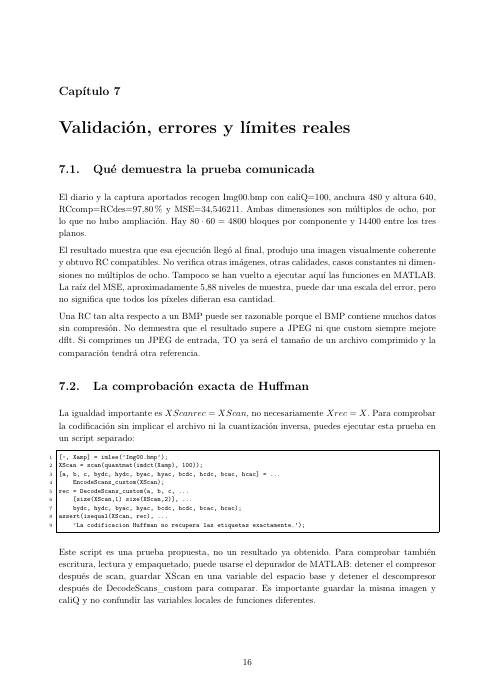 Capítulo 7
Validación, errores y límites reales
7.1. Qué demuestra la prueba comunicada
El diario y la captura aportados recogen Img00.bmp con caliQ=100, anchura 480 y altura 640,
RCcomp=RCdes=97,80 % y MSE=34,546211. Ambas dimensiones son múltiplos de ocho, por
lo que no hubo ampliación. Hay 80 · 60 = 4800 bloques por componente y 14400 entre los tres
planos.
El resultado muestra que esa ejecución llegó al final, produjo una imagen visualmente coherente
y obtuvo RC compatibles. No verifica otras imágenes, otras calidades, casos constantes ni dimen-
siones no múltiplos de ocho. Tampoco se han vuelto a ejecutar aquí las funciones en MATLAB.
La raíz del MSE, aproximadamente 5,88 niveles de muestra, puede dar una escala del error, pero
no significa que todos los píxeles difieran esa cantidad.
Una RC tan alta respecto a un BMP puede ser razonable porque el BMP contiene muchos datos
sin compresión. No demuestra que el resultado supere a JPEG ni que custom siempre mejore
dflt. Si comprimes un JPEG de entrada, TO ya será el tamaño de un archivo comprimido y la
comparación tendrá otra referencia.
7.2. La comprobación exacta de Huffman
La igualdad importante es XScanrec = XScan, no necesariamente Xrec = X. Para comprobar
la codificación sin implicar el archivo ni la cuantización inversa, puedes ejecutar esta prueba en
un script separado:
1 [~, Xamp] = imlee('Img00.bmp');
2 XScan = scan(quantmat(imdct(Xamp), 100));
3 [a, b, c, bydc, hydc, byac, hyac, bcdc, hcdc, bcac, hcac] = ...
4 EncodeScans_custom(XScan);
5 rec = DecodeScans_custom(a, b, c, ...
6 [size(XScan,1) size(XScan,2)], ...
7 bydc, hydc, byac, hyac, bcdc, hcdc, bcac, hcac);
8 assert(isequal(XScan, rec), ...
9 'La codificacion Huffman no recupera las etiquetas exactamente.');
Este script es una prueba propuesta, no un resultado ya obtenido. Para comprobar también
escritura, lectura y empaquetado, puede usarse el depurador de MATLAB: detener el compresor
después de scan, guardar XScan en una variable del espacio base y detener el descompresor
después de DecodeScans_custom para comparar. Es importante guardar la misma imagen y
caliQ y no confundir las variables locales de funciones diferentes.
16